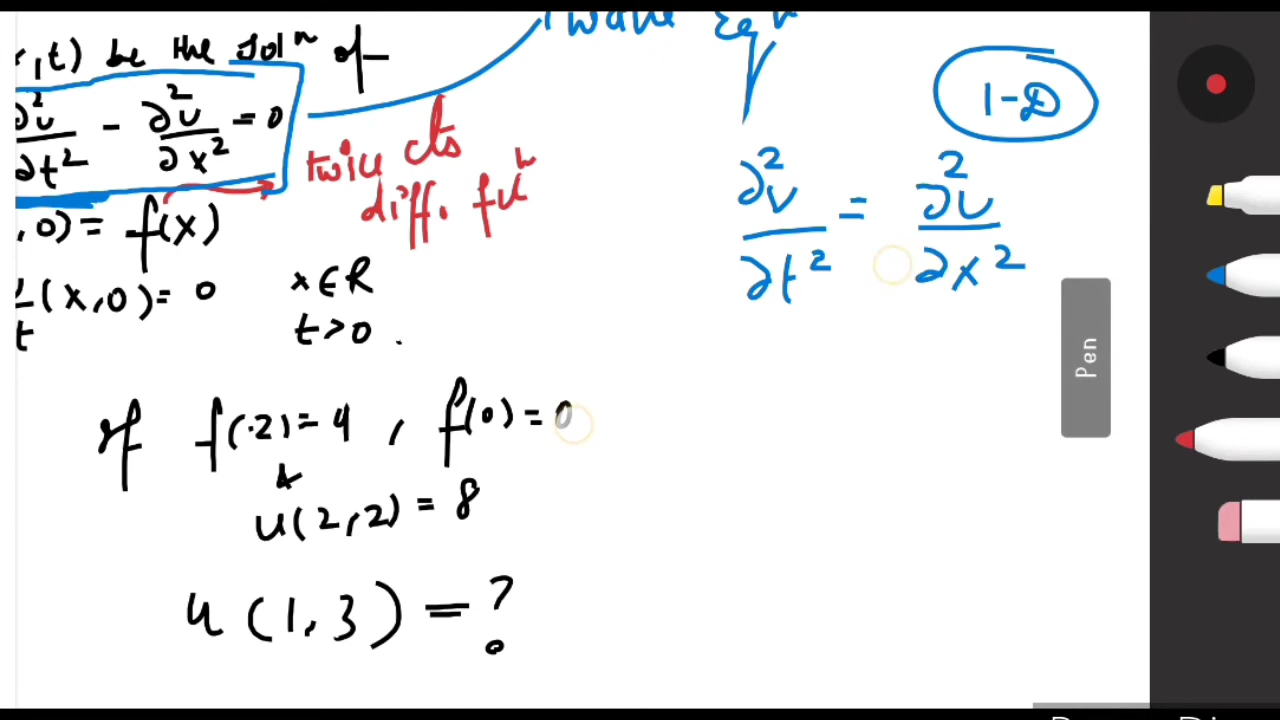 ,t) be the solⁿ of
∂²u/∂t² - ∂²u/∂x² = 0
, 0) = f(x)
t (x, 0) = 0 x ∈ R
t > 0 .
twice cts
diff. fuⁿ
wave Eqⁿ
1-D
∂²u/∂t² = ∂²u/∂x²
If f(-2) = 4 , f(0) = 0
&
u(2,2) = 8
u(1,3) = ?
Pen